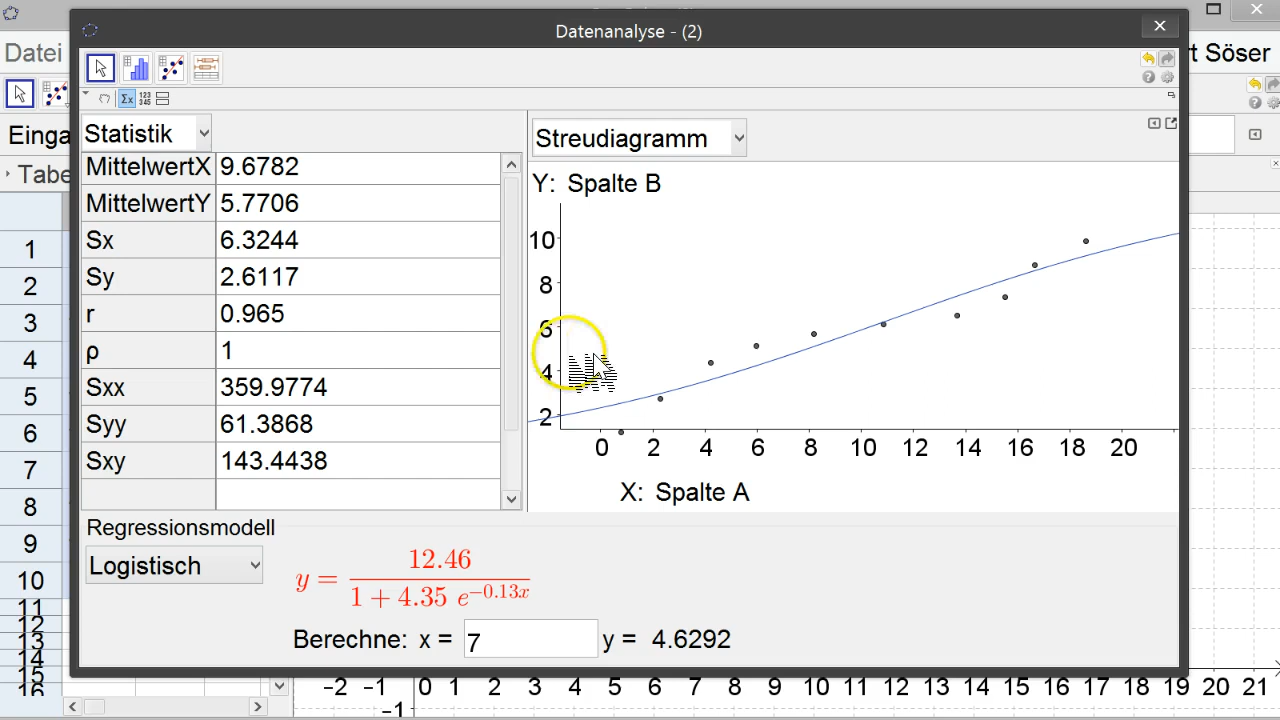 Datenanalyse - (2)
Datei
t Söser
Einga
Tabe
Statistik
MittelwertX 9.6782
MittelwertY 5.7706
Sx 6.3244
Sy 2.6117
r 0.965
ρ 1
Sxx 359.9774
Syy 61.3868
Sxy 143.4438
Σx 123 345
Streudiagramm
Y: Spalte B
10
8
6
4
2
0 2 4 6 8 10 12 14 16 18 20
X: Spalte A
Regressionsmodell
Logistisch
y = 12.46 / 1 + 4.35 e^−0.13x
Berechne: x = 7 y = 4.6292
1
2
3
4
5
6
7
8
9
10
11
12
13
14
15
16
−2 −1 0 1 2 3 4 5 6 7 8 9 10 11 12 13 14 15 16 17 18 19 20 21
−1